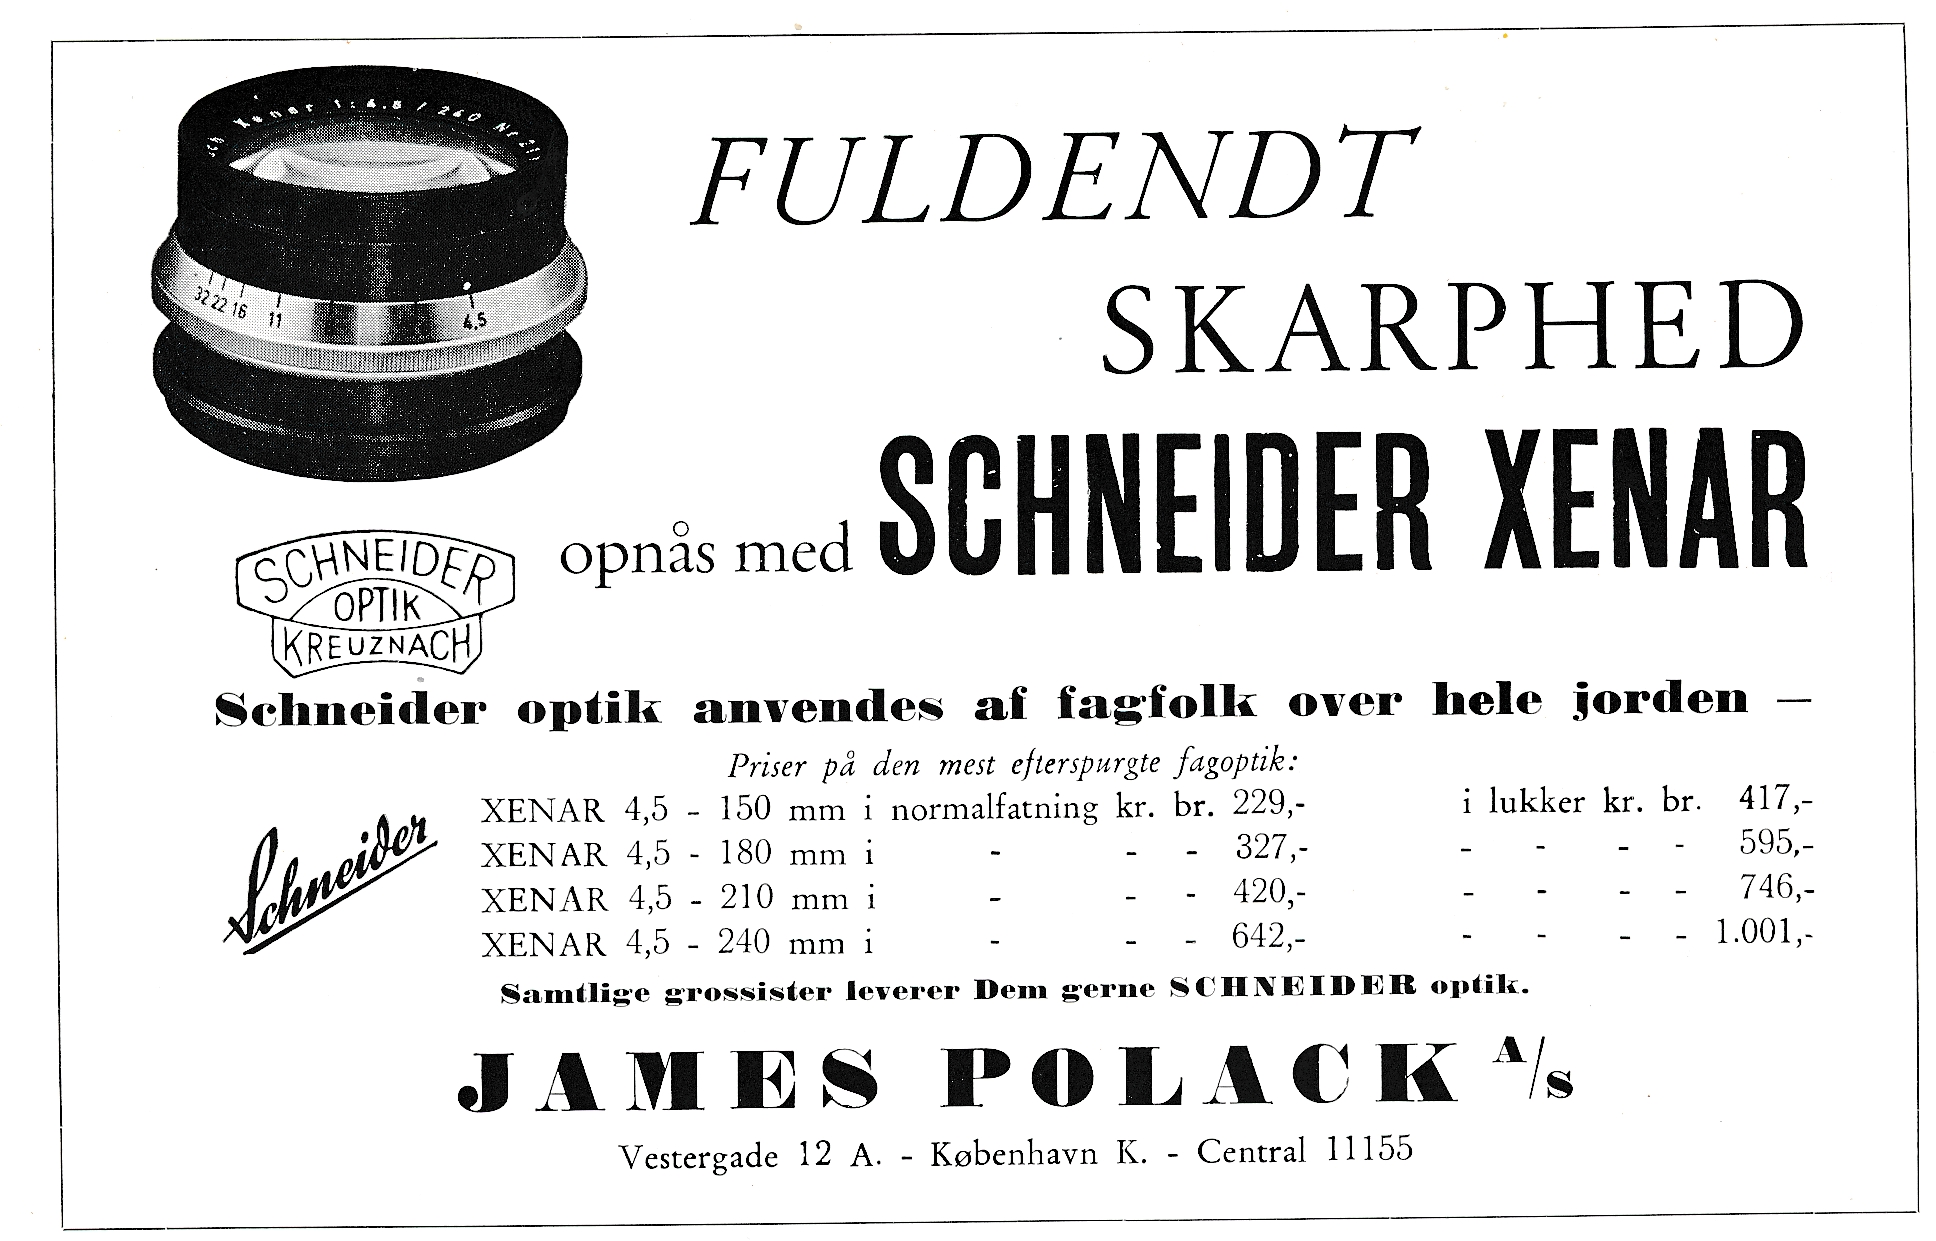 Xenar 1:4.5 / 240 Nr
32 22 16 11 4,5
FULDENDT
SKARPHED
opnås med SCHNEIDER XENAR
SCHNEIDER
OPTIK
KREUZNACH
Schneider optik anvendes af fagfolk over hele jorden —
Priser på den mest efterspurgte fagoptik:
XENAR 4,5 - 150 mm i normalfatning kr. br. 229,- i lukker kr. br. 417,-
XENAR 4,5 - 180 mm i - - - 327,- - - - - 595,-
XENAR 4,5 - 210 mm i - - - 420,- - - - - 746,-
XENAR 4,5 - 240 mm i - - - 642,- - - - - 1.001,-
Schneider
Samtlige grossister leverer Dem gerne SCHNEIDER optik.
JAMES POLACK A/S
Vestergade 12 A. - København K. - Central 11155